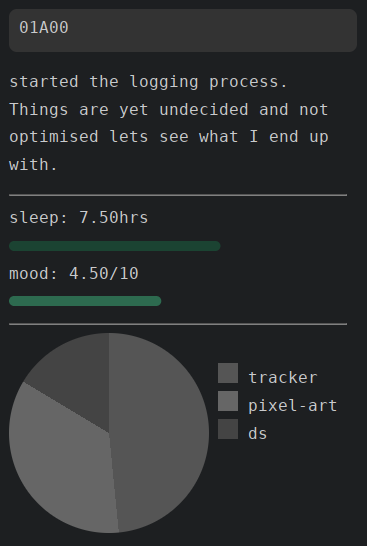 01A00
started the logging process.
Things are yet undecided and not
optimised lets see what I end up
with.
sleep: 7.50hrs
mood: 4.50/10
tracker
pixel-art
ds